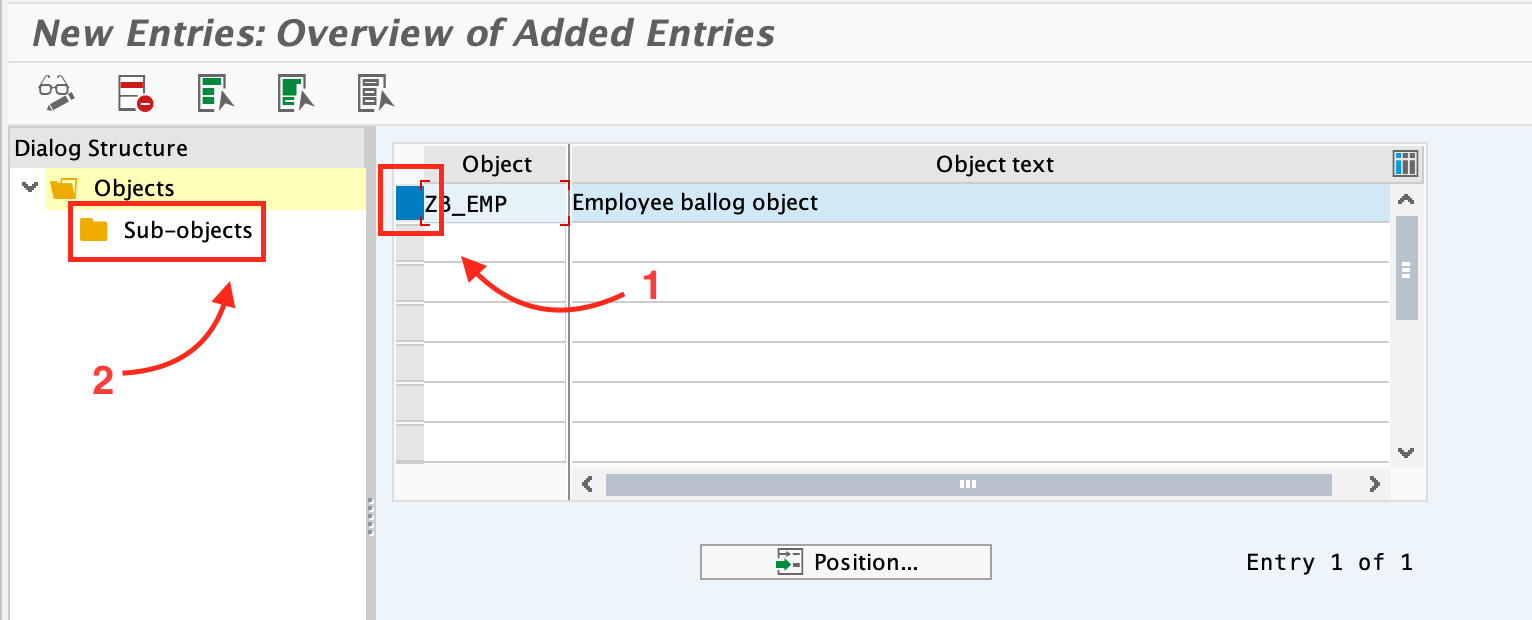 New Entries: Overview of Added Entries
Dialog Structure
Objects
Sub-objects
Object Object text
ZB_EMP Employee ballog object
1
2
Position...
Entry 1 of 1